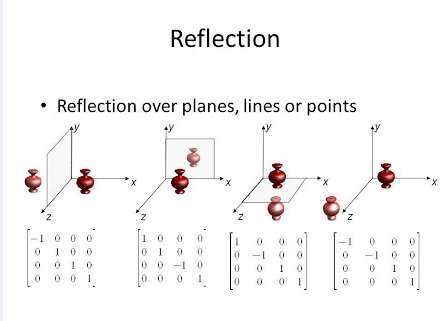 Reflection
• Reflection over planes, lines or points
y y y y
x x x x
z z z z
-1 0 0 0 1 0 0 0 1 0 0 0 -1 0 0 0
0 1 0 0 0 1 0 0 0 -1 0 0 0 -1 0 0
0 0 1 0 0 0 -1 0 0 0 1 0 0 0 1 0
0 0 0 1 0 0 0 1 0 0 0 1 0 0 0 1